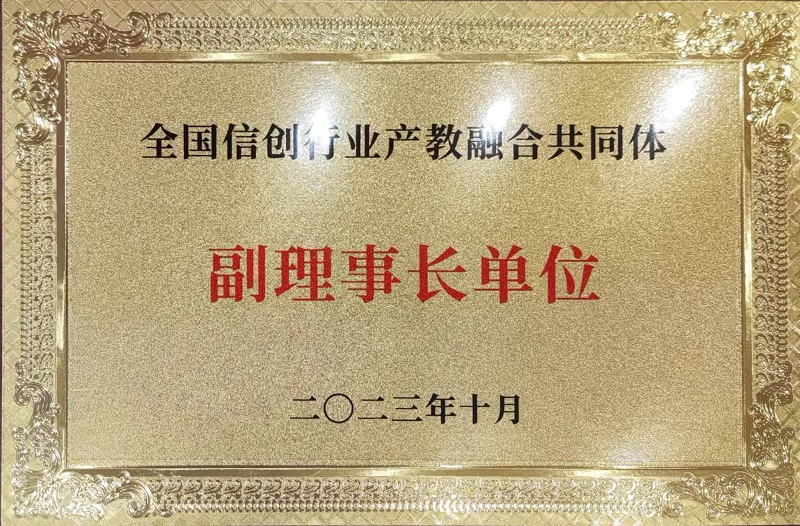 全国信创行业产教融合共同体
副理事长单位
二〇二三年十月